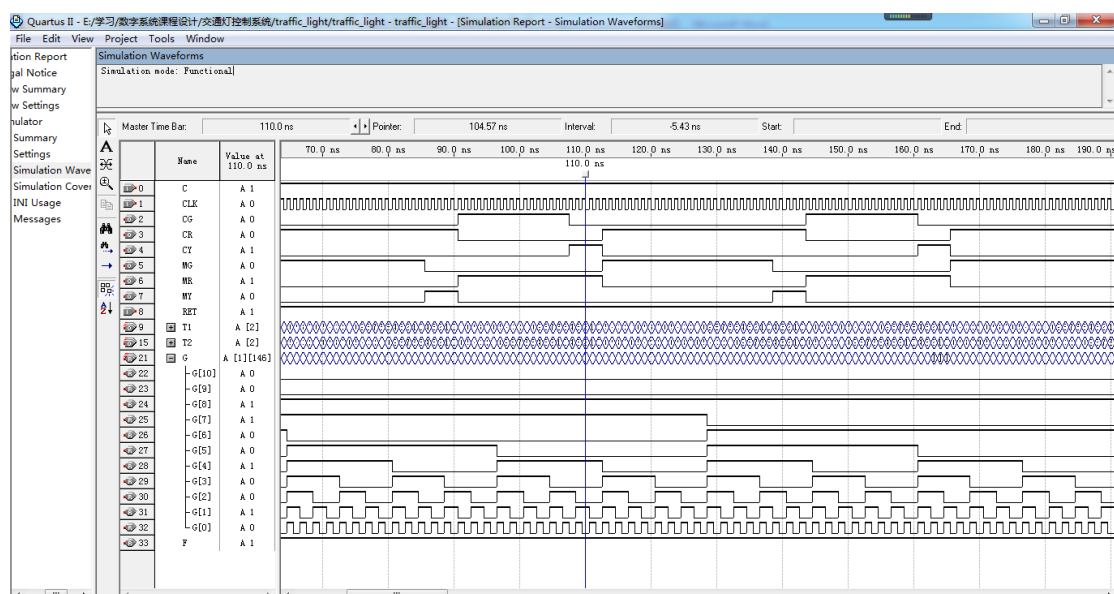 Quartus II - E:/学习/数字系统课程设计/交通灯控制系统/traffic_light/traffic_light - traffic_light - [Simulation Report - Simulation Waveforms]
File Edit View Project Tools Window
ation Report
gal Notice
w Summary
w Settings
nulator
Summary
Settings
Simulation Wave
Simulation Cover
INI Usage
Messages
Simulation Waveforms
Simulation mode: Functional
Master Time Bar: 110.0 ns Pointer: 104.57 ns Interval: -5.43 ns Start: End:
Name Value at 110.0 ns
70.0 ns 80.0 ns 90.0 ns 100.0 ns 110.0 ns 120.0 ns 130.0 ns 140.0 ns 150.0 ns 160.0 ns 170.0 ns 180.0 ns 190.0 ns
110.0 ns
0 C A 1
1 CLK A 0
2 CG A 0
3 CR A 0
4 CY A 1
5 MG A 0
6 MR A 1
7 MY A 0
8 RET A 1
9 T1 A [2]
15 T2 A [2]
21 G A [1][146]
22 G[10] A 0
23 G[9] A 0
24 G[8] A 1
25 G[7] A 1
26 G[6] A 0
27 G[5] A 0
28 G[4] A 1
29 G[3] A 0
30 G[2] A 0
31 G[1] A 1
32 G[0] A 0
33 F A 1